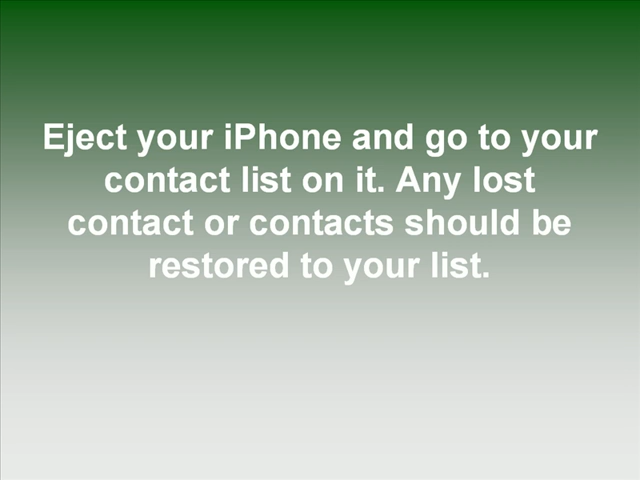 Eject your iPhone and go to your
contact list on it. Any lost
contact or contacts should be
restored to your list.